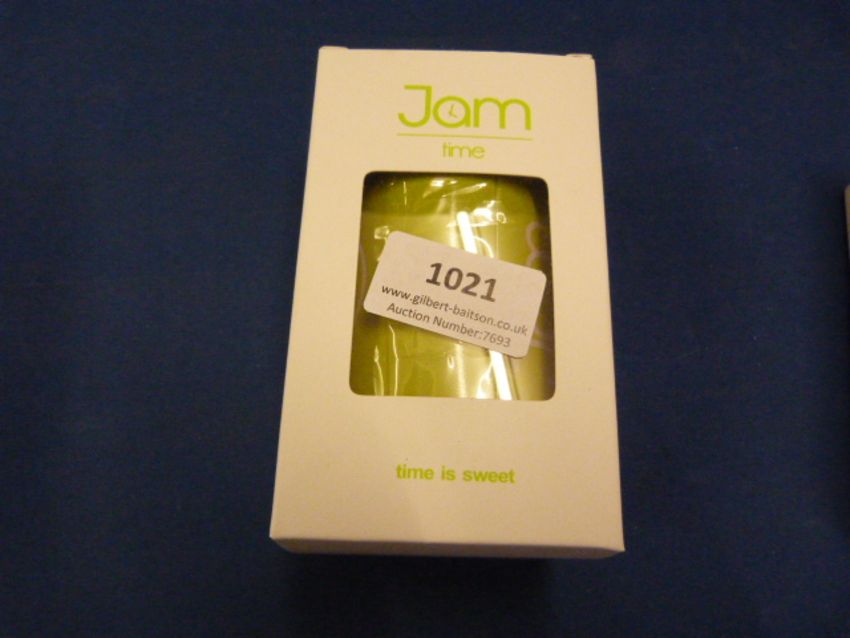 Jam
time
1021
www.gilbert-baitson.co.uk
Auction Number:7693
time is sweet